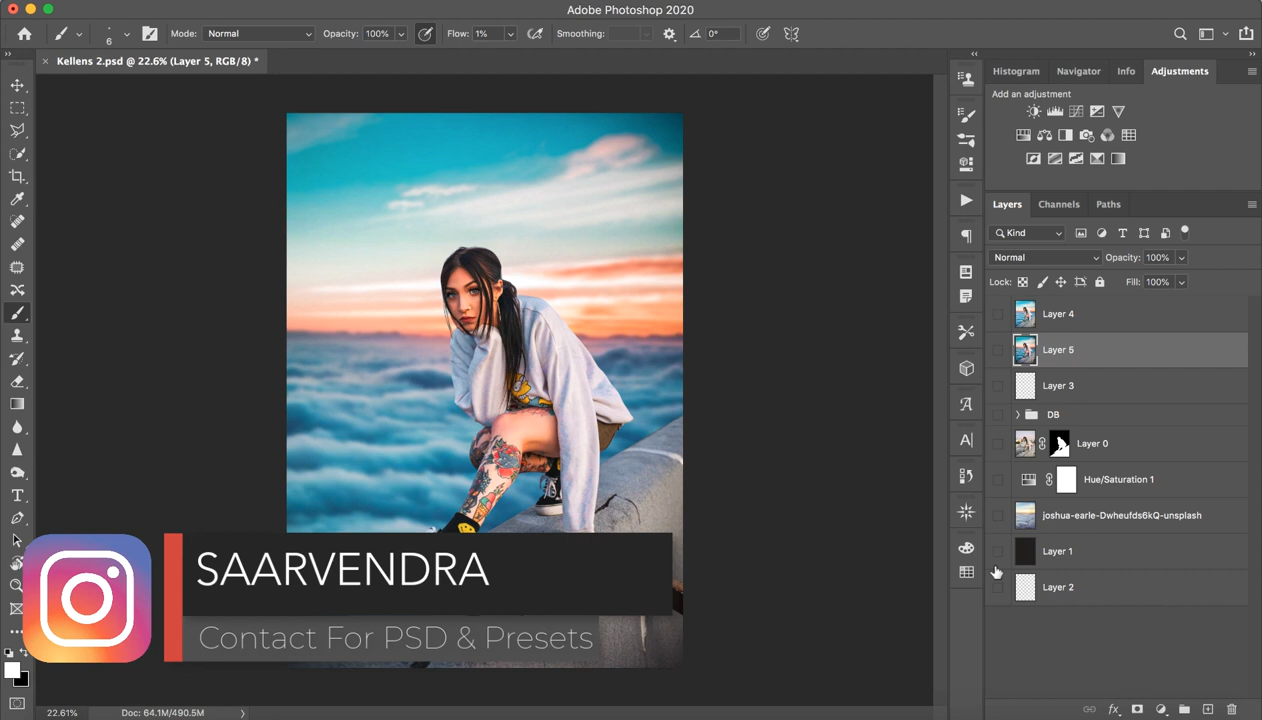 Adobe Photoshop 2020
6
Mode: Normal
Opacity: 100%
Flow: 1%
Smoothing:
0°
Kellens 2.psd @ 22.6% (Layer 5, RGB/8) *
Histogram
Navigator
Info
Adjustments
Add an adjustment
Layers
Channels
Paths
Kind
Normal
Opacity: 100%
Lock:
Fill: 100%
Layer 4
Layer 5
Layer 3
DB
Layer 0
Hue/Saturation 1
joshua-earle-Dwheufds6kQ-unsplash
Layer 1
Layer 2
SAARVENDRA
Contact For PSD & Presets
22.61%
Doc: 64.1M/490.5M
fx